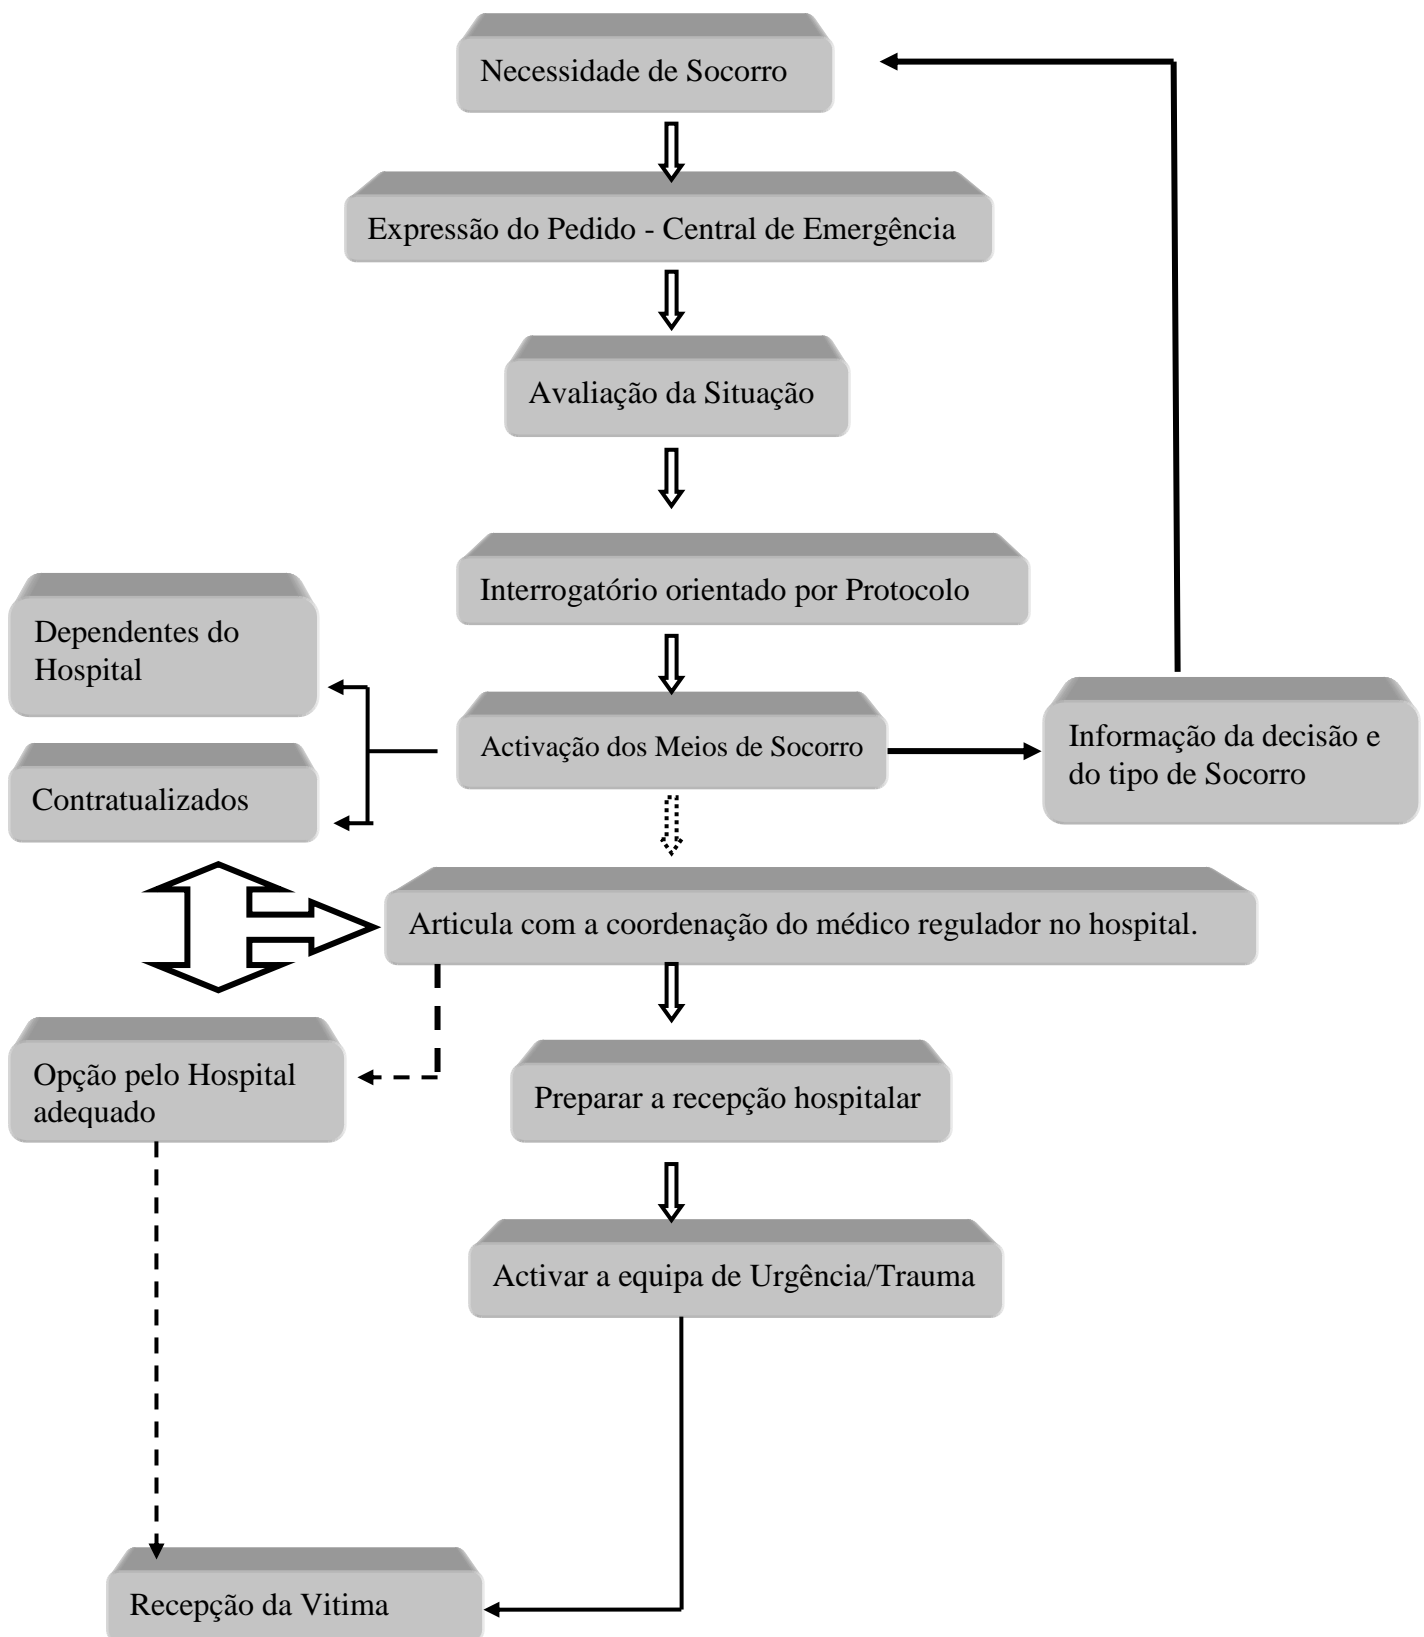 Necessidade de Socorro
Expressão do Pedido - Central de Emergência
Avaliação da Situação
Interrogatório orientado por Protocolo
Dependentes do
Hospital
Activação dos Meios de Socorro
Informação da decisão e
do tipo de Socorro
Contratualizados
Articula com a coordenação do médico regulador no hospital.
Opção pelo Hospital
adequado
Preparar a recepção hospitalar
Activar a equipa de Urgência/Trauma
Recepção da Vitima